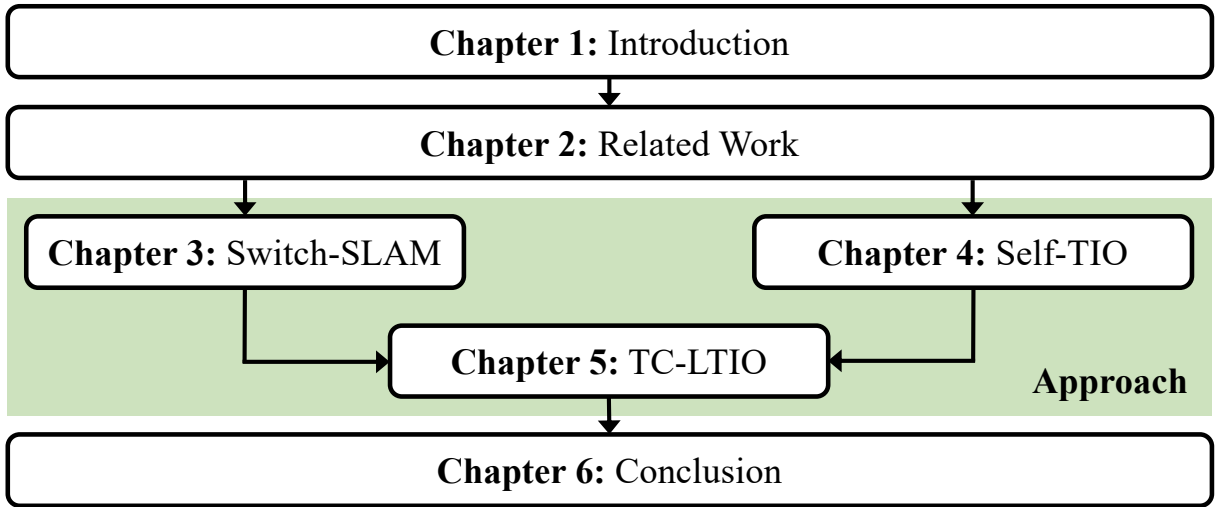 Chapter 1: Introduction
Chapter 2: Related Work
Chapter 3: Switch-SLAM
Chapter 4: Self-TIO
Chapter 5: TC-LTIO
Approach
Chapter 6: Conclusion